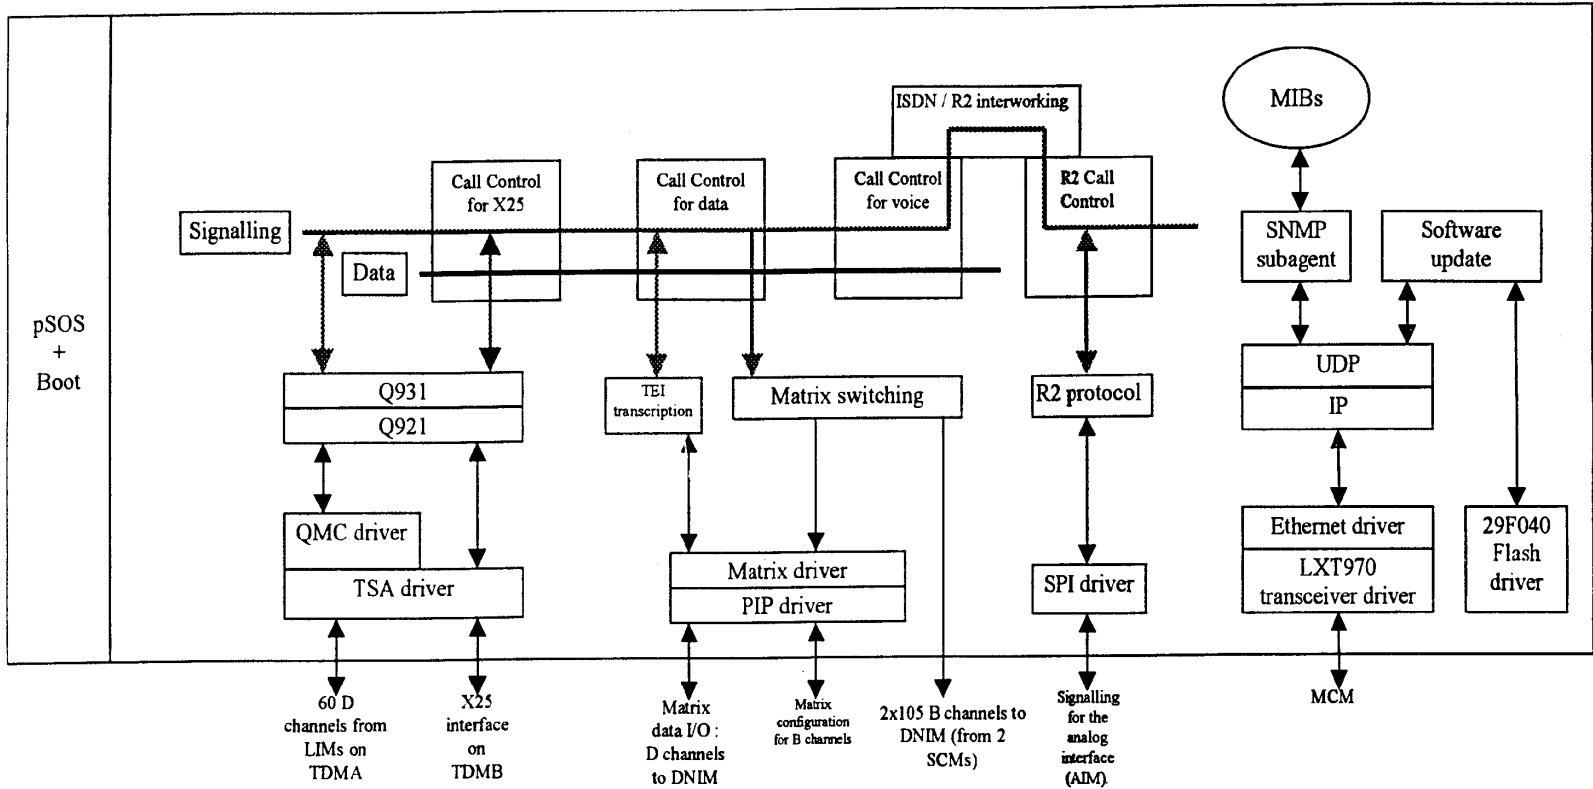 ISDN / R2 interworking
MIBs
Call Control
for X25
Call Control
for data
Call Control
for voice
R2 Call
Control
Signalling
Data
SNMP
subagent
Software
update
pSOS
+
Boot
Q931
Q921
TEI
transcription
Matrix switching
R2 protocol
UDP
IP
QMC driver
TSA driver
Matrix driver
PIP driver
SPI driver
Ethernet driver
LXT970
transceiver driver
29F040
Flash
driver
60 D
channels from
LIMs on
TDMA
X25
interface
on
TDMB
Matrix
data I/O :
D channels
to DNIM
Matrix
configuration
for B channels
2x105 B channels to
DNIM (from 2
SCMs)
Signalling
for the
analog
interface
(AIM).
MCM